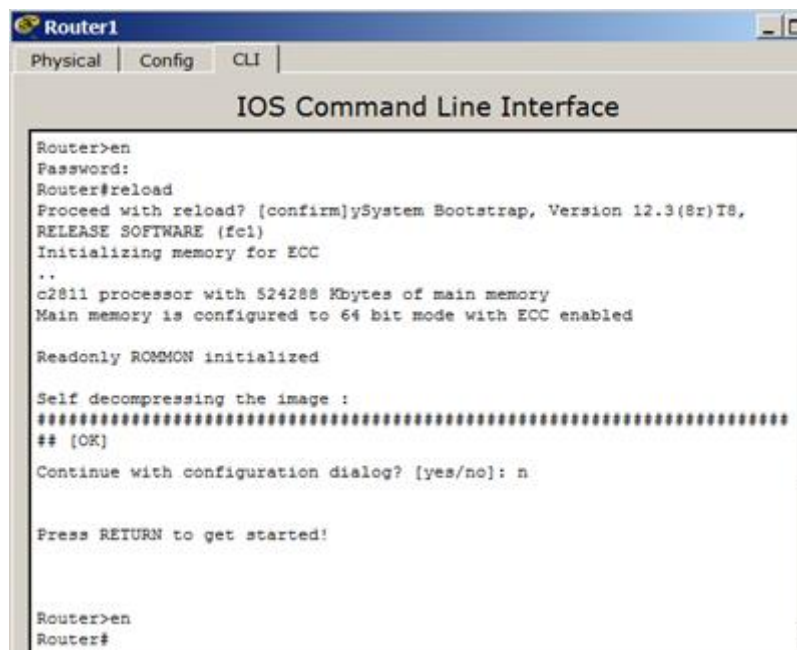 Router1
Physical Config CLI
IOS Command Line Interface
Router>en
Password:
Router#reload
Proceed with reload? [confirm]ySystem Bootstrap, Version 12.3(8r)T8,
RELEASE SOFTWARE (fc1)
Initializing memory for ECC
..
c2811 processor with 524288 Kbytes of main memory
Main memory is configured to 64 bit mode with ECC enabled
Readonly ROMMON initialized
Self decompressing the image :
##########################################################################
## [OK]
Continue with configuration dialog? [yes/no]: n
Press RETURN to get started!
Router>en
Router#